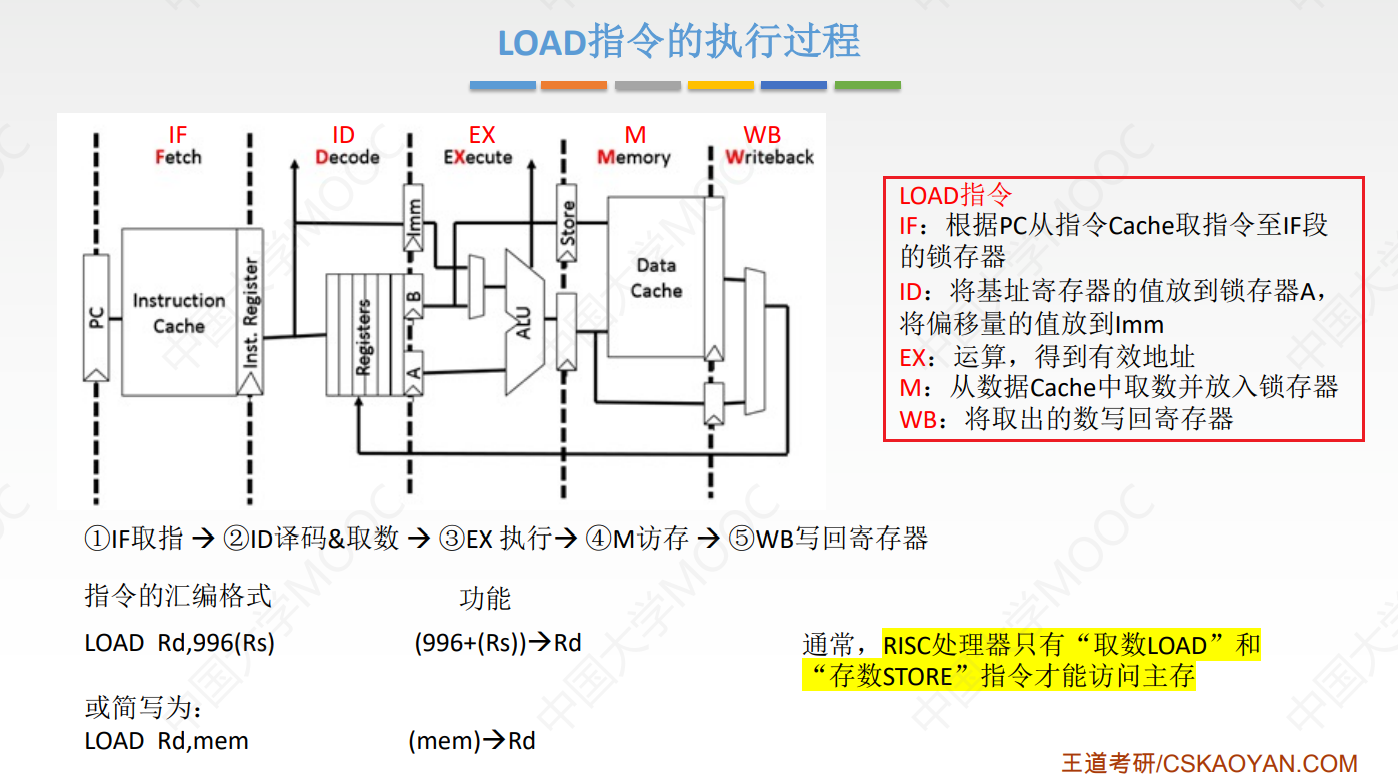 LOAD指令的执行过程
IF
ID
EX
M
WB
Fetch
Decode
EXecute
Memory
Writeback
PC
Instruction
Cache
Inst. Register
Registers
Imm
B
A
ALU
Store
Data
Cache
LOAD指令
IF：根据PC从指令Cache取指令至IF段
的锁存器
ID：将基址寄存器的值放到锁存器A，
将偏移量的值放到Imm
EX：运算，得到有效地址
M：从数据Cache中取数并放入锁存器
WB：将取出的数写回寄存器
①IF取指 → ②ID译码&取数 → ③EX 执行→ ④M访存 → ⑤WB写回寄存器
指令的汇编格式
功能
LOAD Rd,996(Rs)
(996+(Rs))→Rd
或简写为：
LOAD Rd,mem
(mem)→Rd
通常，RISC处理器只有“取数LOAD”和
“存数STORE”指令才能访问主存
王道考研/CSKAOYAN.COM
中国大学MOOC